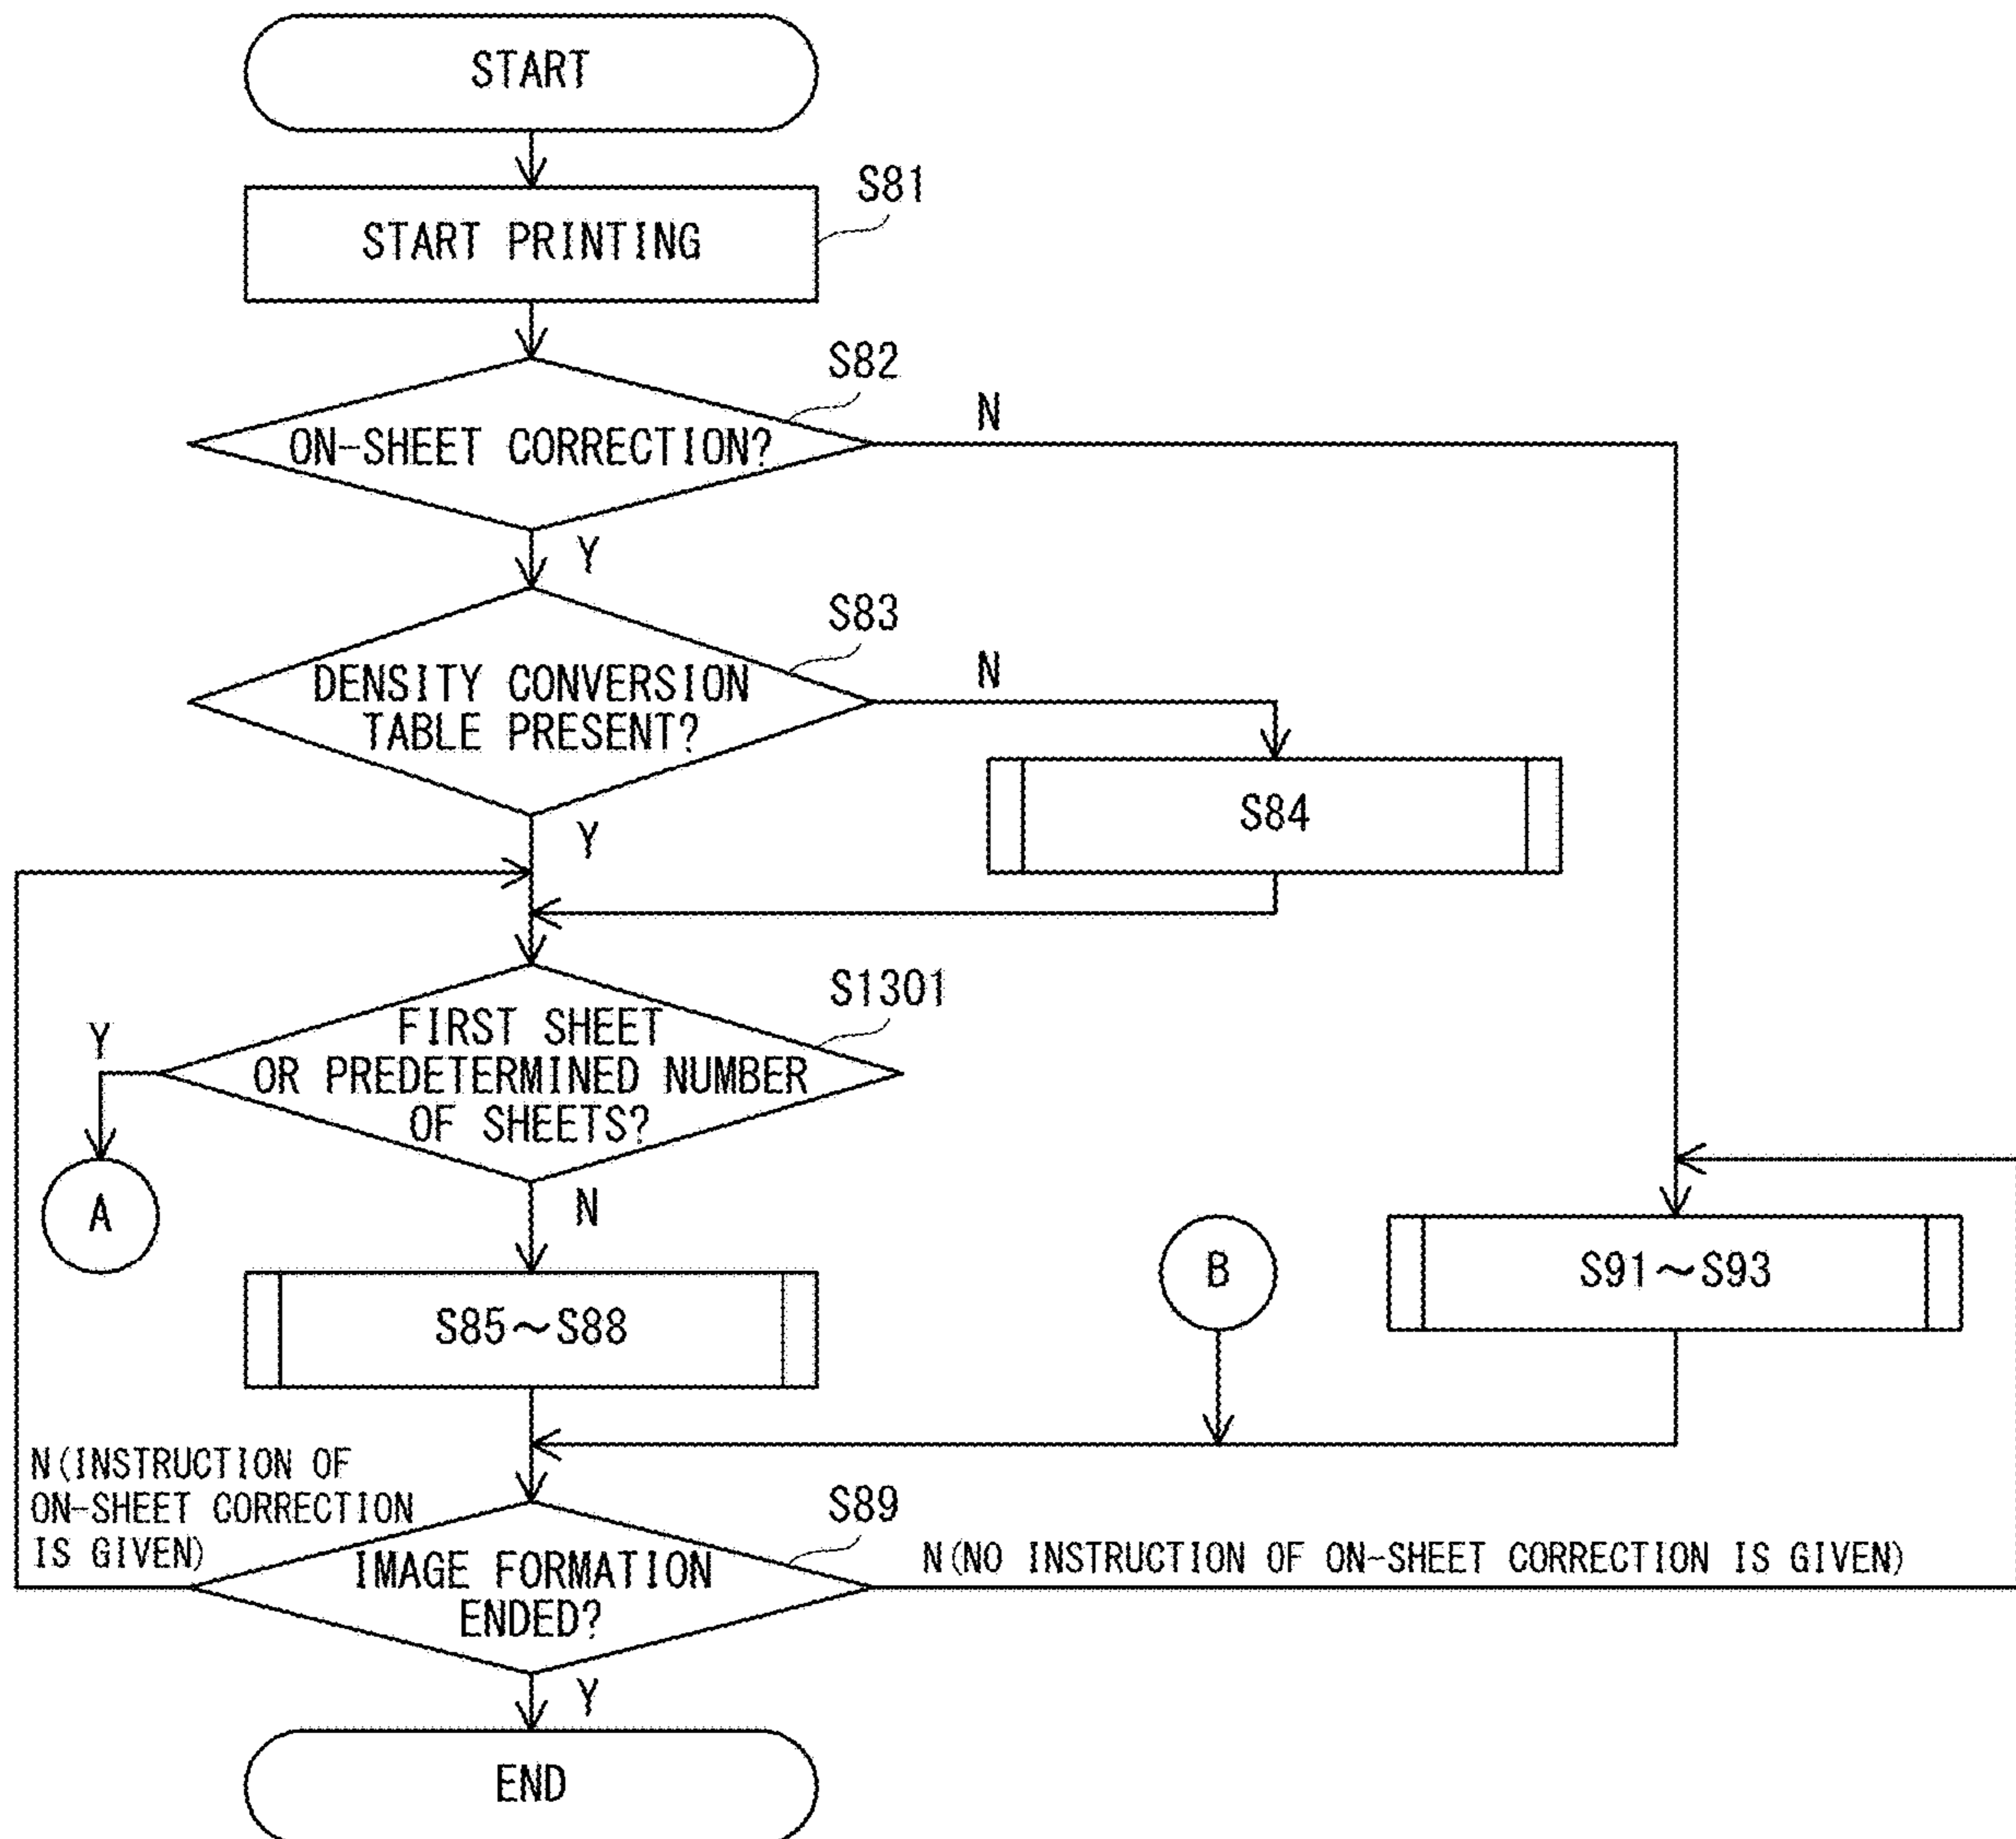 START
S81
START PRINTING
S82
N
ON-SHEET CORRECTION?
Y
S83
N
DENSITY CONVERSION
TABLE PRESENT?
S84
Y
S1301
Y
FIRST SHEET
OR PREDETERMINED NUMBER
OF SHEETS?
A
N
B
S91～S93
S85～S88
N(INSTRUCTION OF
ON-SHEET CORRECTION
IS GIVEN)
S89
N(NO INSTRUCTION OF ON-SHEET CORRECTION IS GIVEN)
IMAGE FORMATION
ENDED?
Y
END